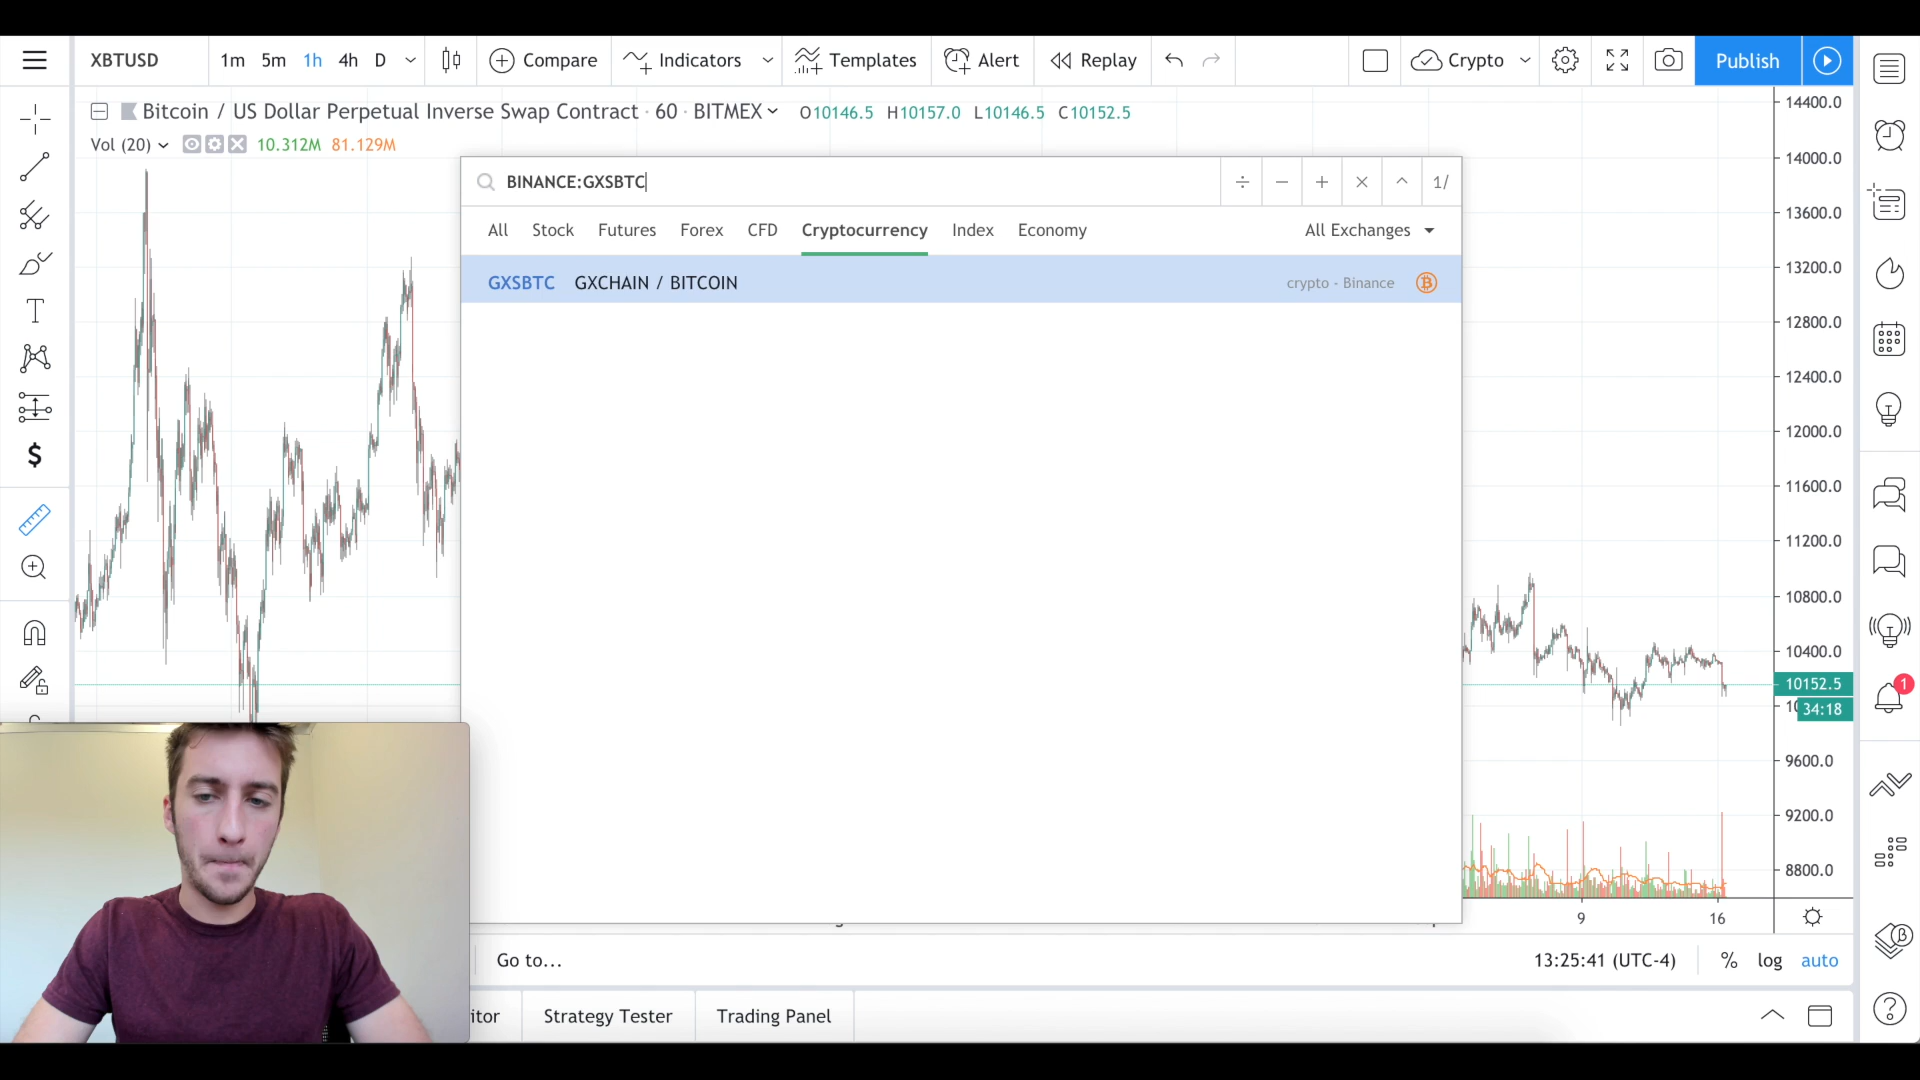 XBTUSD 1m 5m 1h 4h D Compare Indicators Templates Alert Replay Crypto Publish
Bitcoin / US Dollar Perpetual Inverse Swap Contract · 60 · BITMEX O10146.5 H10157.0 L10146.5 C10152.5
Vol (20) 10.312M 81.129M
BINANCE:GXSBTC ÷ − + × ^ 1/
All Stock Futures Forex CFD Cryptocurrency Index Economy All Exchanges
GXSBTC GXCHAIN / BITCOIN crypto - Binance
14400.0
14000.0
13600.0
13200.0
12800.0
12400.0
12000.0
11600.0
11200.0
10800.0
10400.0
10152.5
34:18
9600.0
9200.0
8800.0
9 16
1
Go to... 13:25:41 (UTC-4) % log auto
itor Strategy Tester Trading Panel